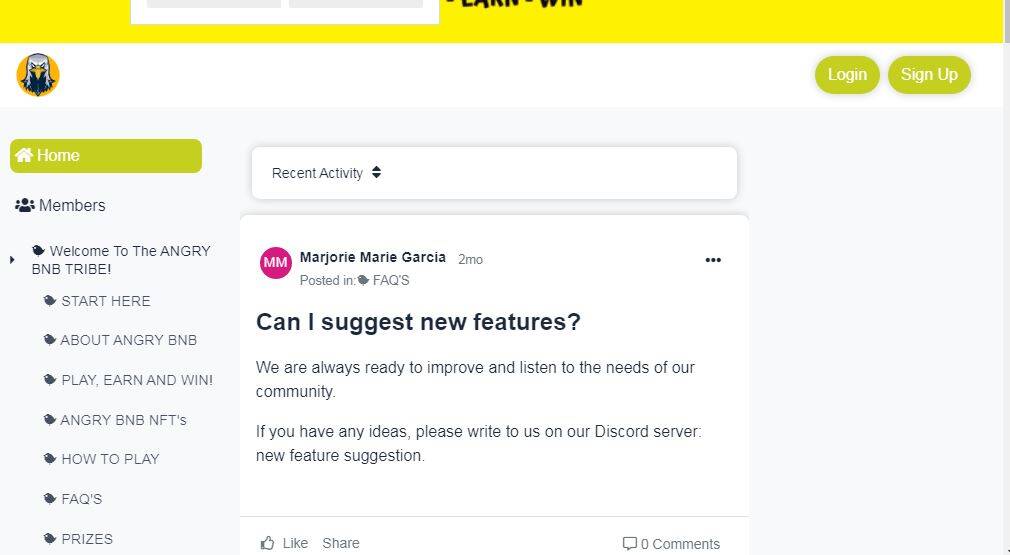 - EARN - WIN
Login
Sign Up
Home
Members
Welcome To The ANGRY
BNB TRIBE!
START HERE
ABOUT ANGRY BNB
PLAY, EARN AND WIN!
ANGRY BNB NFT's
HOW TO PLAY
FAQ'S
PRIZES
Recent Activity
MM
Marjorie Marie Garcia 2mo
Posted in: FAQ'S
Can I suggest new features?
We are always ready to improve and listen to the needs of our
community.
If you have any ideas, please write to us on our Discord server:
new feature suggestion.
Like Share
0 Comments